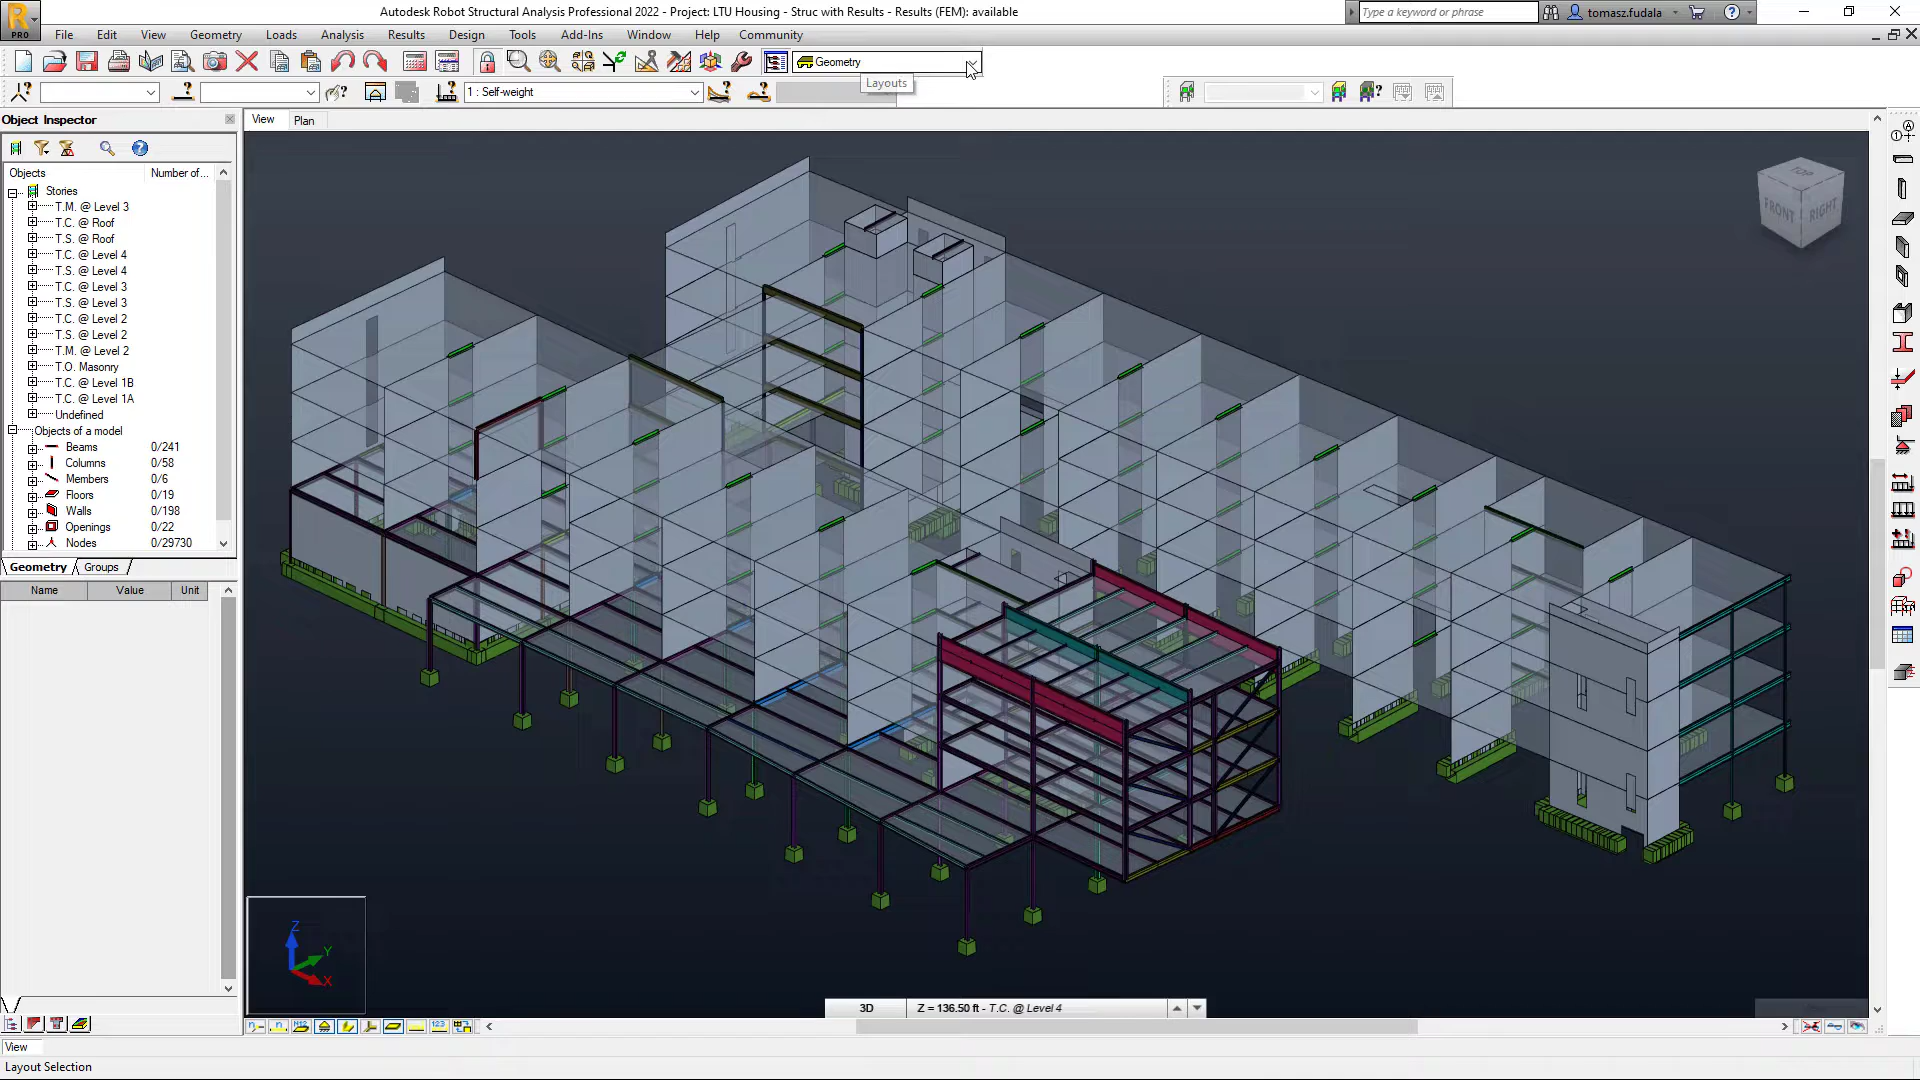 Autodesk Robot Structural Analysis Professional 2022 - Project: LTU Housing - Struc with Results - Results (FEM): available
Type a keyword or phrase
tomasz.fudala
R
PRO
File Edit View Geometry Loads Analysis Results Design Tools Add-Ins Window Help Community
Geometry
Layouts
1 : Self-weight
Object Inspector
View
Plan
Objects
Number of...
Stories
T.M. @ Level 3
T.C. @ Roof
T.S. @ Roof
T.C. @ Level 4
T.S. @ Level 4
T.C. @ Level 3
T.S. @ Level 3
T.C. @ Level 2
T.S. @ Level 2
T.M. @ Level 2
T.O. Masonry
T.C. @ Level 1B
T.C. @ Level 1A
Undefined
Objects of a model
Beams 0/241
Columns 0/58
Members 0/6
Floors 0/19
Walls 0/198
Openings 0/22
Nodes 0/29730
Geometry
Groups
Name Value Unit
TOP
FRONT
RIGHT
Z
Y
X
3D
Z = 136.50 ft - T.C. @ Level 4
View
Layout Selection